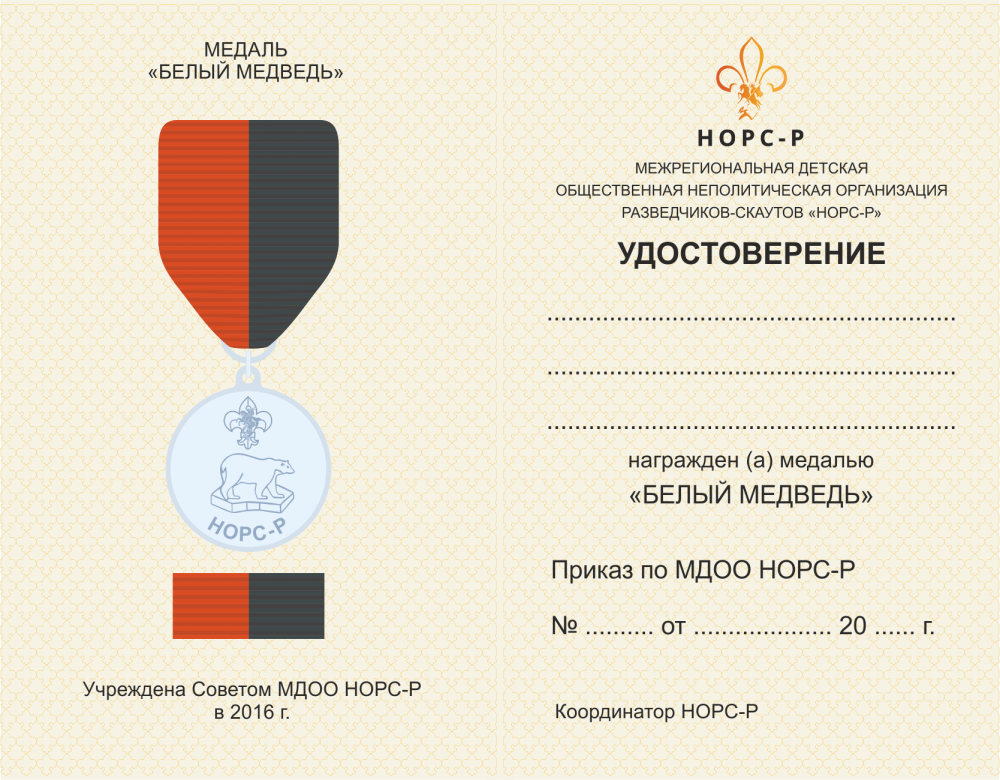 МЕДАЛЬ
«БЕЛЫЙ МЕДВЕДЬ»
НОРС-Р
Учреждена Советом МДОО НОРС-Р
в 2016 г.
НОРС-Р
МЕЖРЕГИОНАЛЬНАЯ ДЕТСКАЯ
ОБЩЕСТВЕННАЯ НЕПОЛИТИЧЕСКАЯ ОРГАНИЗАЦИЯ
РАЗВЕДЧИКОВ-СКАУТОВ «НОРС-Р»
УДОСТОВЕРЕНИЕ
награжден (а) медалью
«БЕЛЫЙ МЕДВЕДЬ»
Приказ по МДОО НОРС-Р
№ .......... от .................... 20 ...... г.
Координатор НОРС-Р